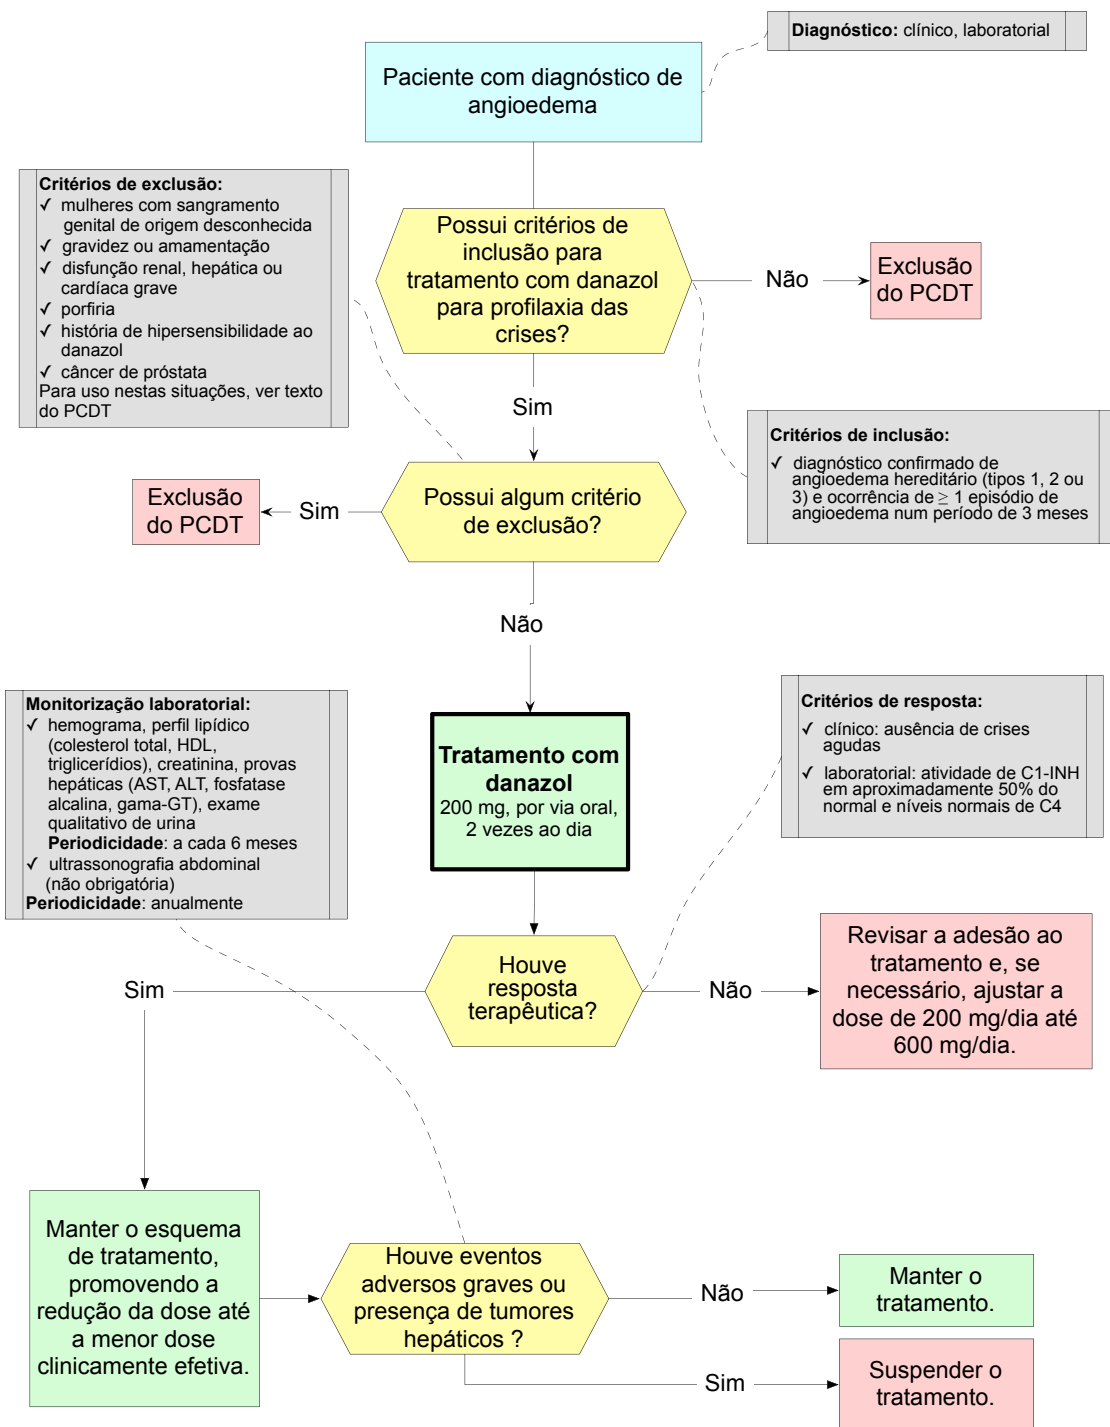 Diagnóstico: clínico, laboratorial
Paciente com diagnóstico de
angioedema
Critérios de exclusão:
✓ mulheres com sangramento
genital de origem desconhecida
✓ gravidez ou amamentação
✓ disfunção renal, hepática ou
cardíaca grave
✓ porfiria
✓ história de hipersensibilidade ao
danazol
✓ câncer de próstata
Para uso nestas situações, ver texto
do PCDT
Possui critérios de
inclusão para
tratamento com danazol
para profilaxia das
crises?
Não
Exclusão
do PCDT
Sim
Critérios de inclusão:
✓ diagnóstico confirmado de
angioedema hereditário (tipos 1, 2 ou
3) e ocorrência de ≥ 1 episódio de
angioedema num período de 3 meses
Possui algum critério
de exclusão?
Sim
Exclusão
do PCDT
Não
Monitorização laboratorial:
✓ hemograma, perfil lipídico
(colesterol total, HDL,
triglicerídios), creatinina, provas
hepáticas (AST, ALT, fosfatase
alcalina, gama-GT), exame
qualitativo de urina
Periodicidade: a cada 6 meses
✓ ultrassonografia abdominal
(não obrigatória)
Periodicidade: anualmente
Tratamento com
danazol
200 mg, por via oral,
2 vezes ao dia
Critérios de resposta:
✓ clínico: ausência de crises
agudas
✓ laboratorial: atividade de C1-INH
em aproximadamente 50% do
normal e níveis normais de C4
Houve
resposta
terapêutica?
Sim
Não
Revisar a adesão ao
tratamento e, se
necessário, ajustar a
dose de 200 mg/dia até
600 mg/dia.
Manter o esquema
de tratamento,
promovendo a
redução da dose até
a menor dose
clinicamente efetiva.
Houve eventos
adversos graves ou
presença de tumores
hepáticos ?
Não
Manter o
tratamento.
Sim
Suspender o
tratamento.